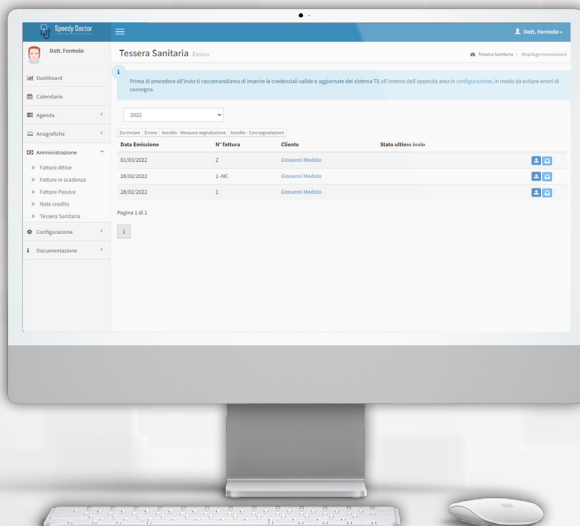 Speedy Doctor
Dott. Formolo
Dott. Formolo
Tessera Sanitaria Elenco
Tessera Sanitaria > Riepilogo trasmissioni
Dashboard
Calendario
Agenda
Anagrafiche
Amministrazione
» Fatture Attive
» Fatture in scadenza
» Fatture Passive
» Note credito
» Tessera Sanitaria
Configurazione
Documentazione
Prima di procedere all'invio ti raccomandiamo di inserire le credenziali valide e aggiornate del sistema TS all'interno dell'apposita area in configurazione, in modo da evitare errori di
consegna.
2022
Da inviare Errore Accolto - Nessuna segnalazione Accolto - Con segnalazioni
Data Emissione N° fattura Cliente Stato ultimo invio
01/03/2022 2 Giovanni Modolo
28/02/2022 1 -NC Giovanni Modolo
28/02/2022 1 Giovanni Modolo
Pagina 1 di 1
1